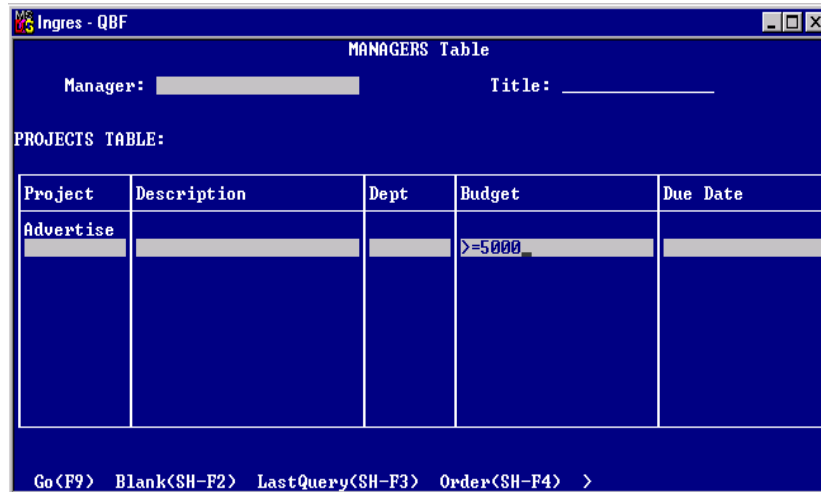 Ingres - QBF
MANAGERS Table
Manager: Title:
PROJECTS TABLE:
Project Description Dept Budget Due Date
Advertise
>=5000_
Go(F9) Blank(SH-F2) LastQuery(SH-F3) Order(SH-F4) >